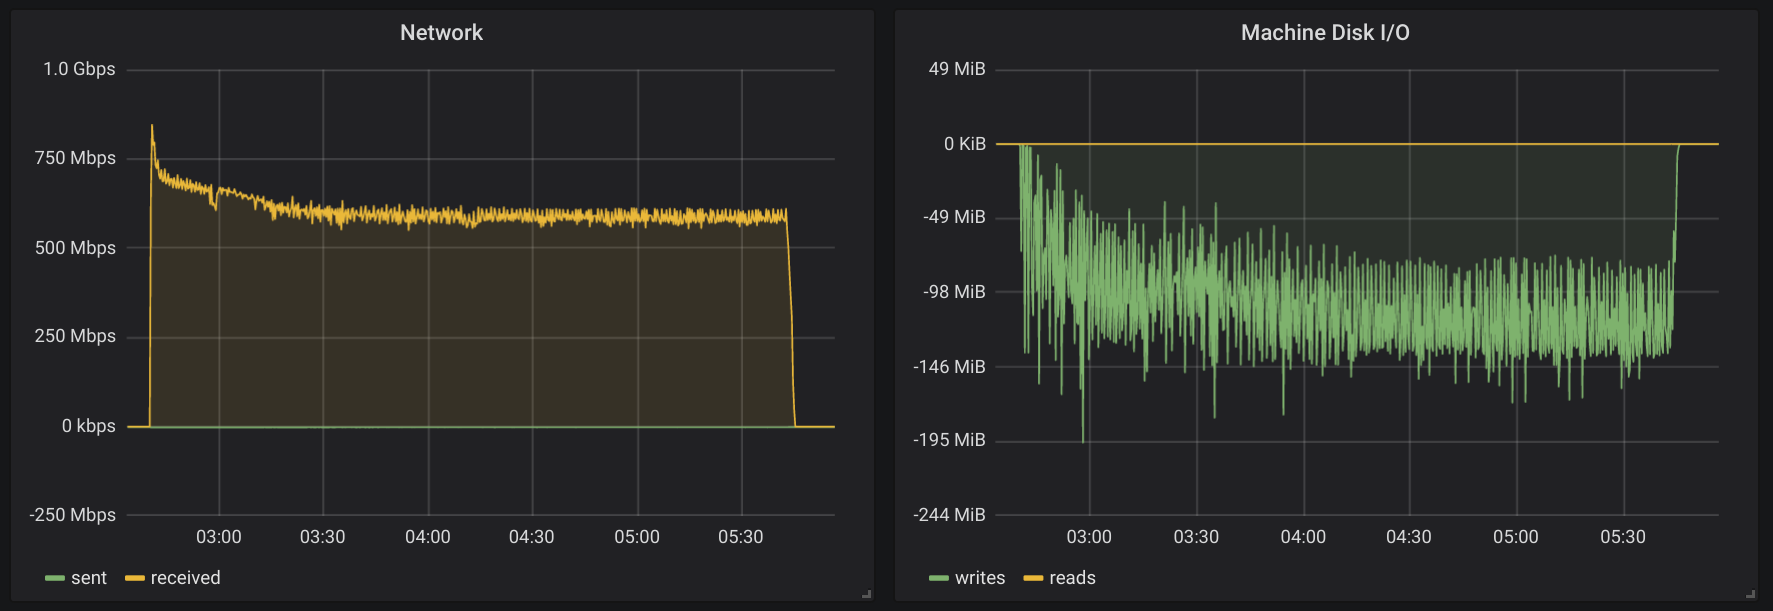 Network
1.0 Gbps
750 Mbps
500 Mbps
250 Mbps
0 kbps
-250 Mbps
03:00 03:30 04:00 04:30 05:00 05:30
sent received
Machine Disk I/O
49 MiB
0 KiB
-49 MiB
-98 MiB
-146 MiB
-195 MiB
-244 MiB
03:00 03:30 04:00 04:30 05:00 05:30
writes reads